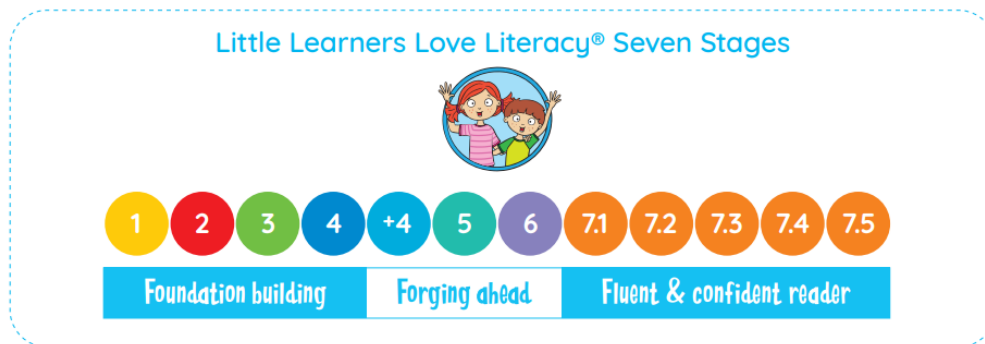 Little Learners Love Literacy® Seven Stages
1 2 3 4 +4 5 6 7.1 7.2 7.3 7.4 7.5
Foundation building Forging ahead Fluent & confident reader